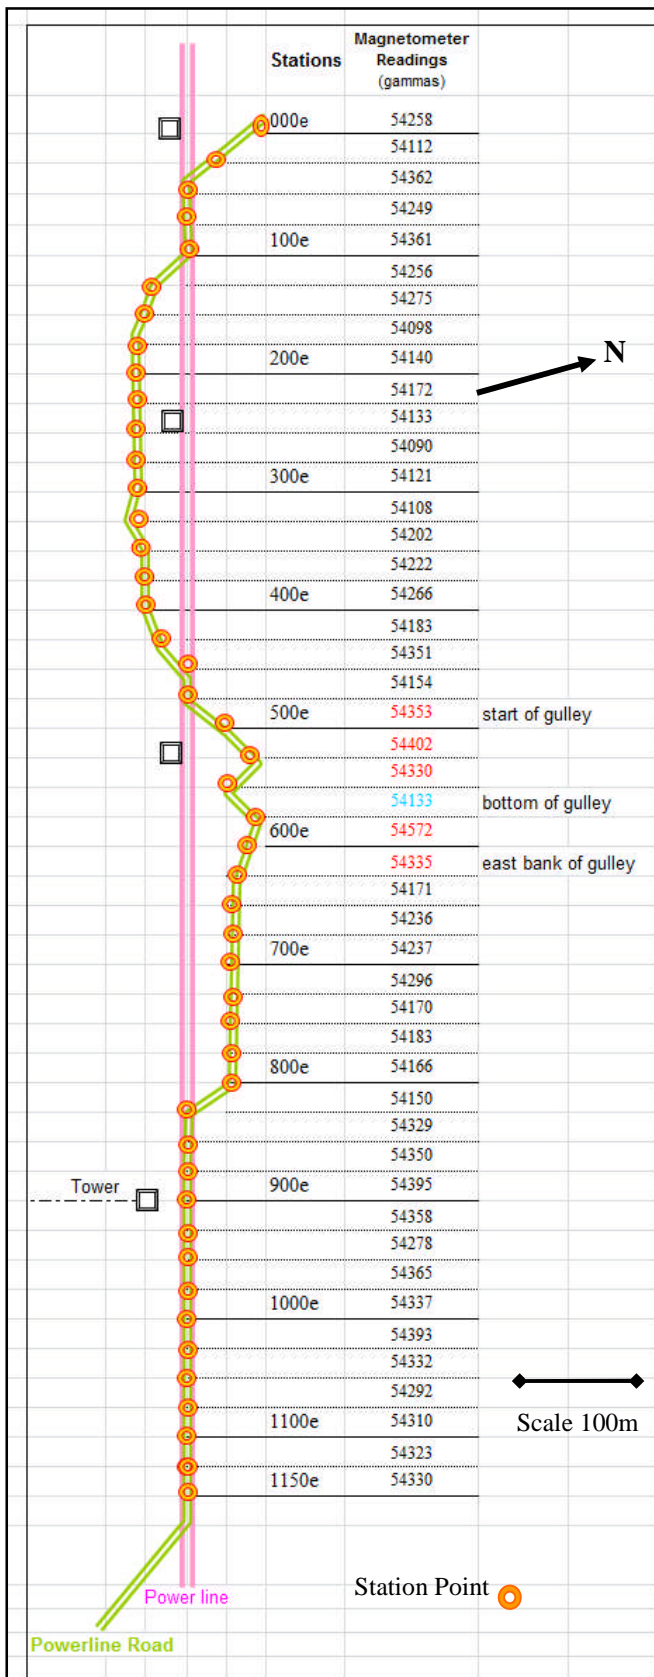 Magnetometer
Stations Readings
(gammas)
000e 54258
54112
54362
54249
100e 54361
54256
54275
54098
200e 54140
N
54172
54133
54090
300e 54121
54108
54202
54222
400e 54266
54183
54351
54154
500e 54353 start of gulley
54402
54330
54133 bottom of gulley
600e 54572
54335 east bank of gulley
54171
54236
700e 54237
54296
54170
54183
800e 54166
54150
54329
54350
Tower 900e 54395
54358
54278
54365
1000e 54337
54393
54332
54292
1100e 54310 Scale 100m
54323
1150e 54330
Station Point
Power line
Powerline Road